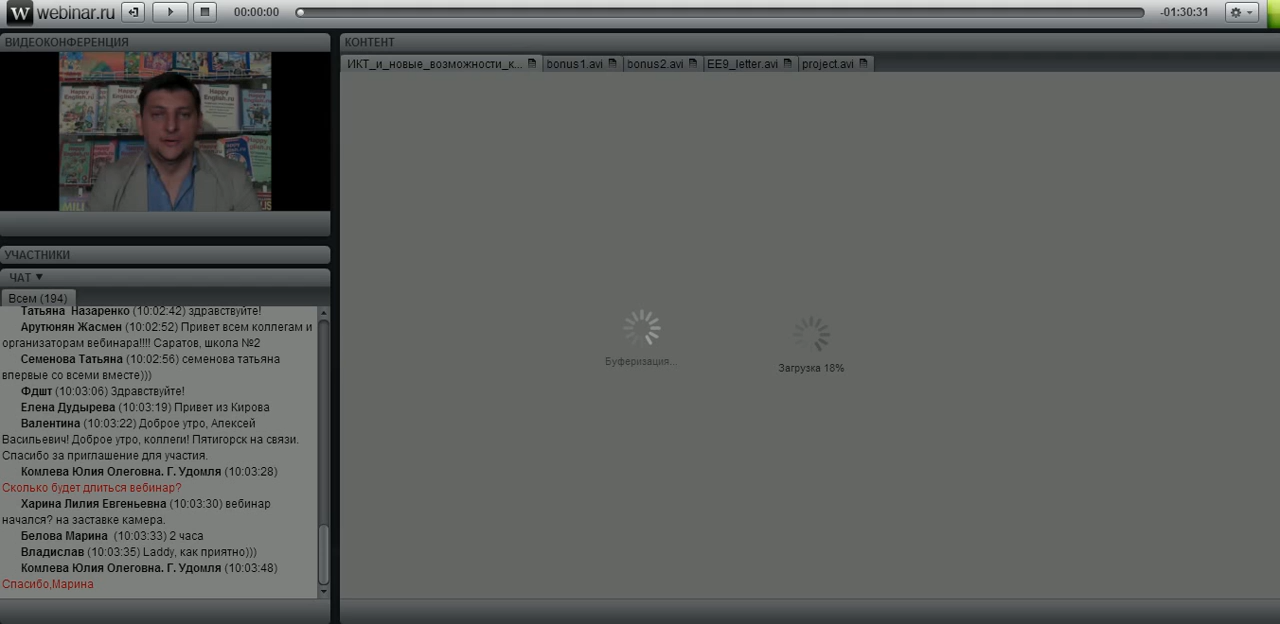 W webinar.ru 00:00:00 -01:30:31
ВИДЕОКОНФЕРЕНЦИЯ
Happy English.ru
УЧАСТНИКИ
ЧАТ
Всем (194)
Татьяна Назаренко (10:02:42) здравствуйте!
Арутюнян Жасмен (10:02:52) Привет всем коллегам и
организаторам вебинара!!!! Саратов, школа №2
Семенова Татьяна (10:02:56) семенова татьяна
впервые со всеми вместе)))
Фдшт (10:03:06) Здравствуйте!
Елена Дудырева (10:03:19) Привет из Кирова
Валентина (10:03:22) Доброе утро, Алексей
Васильевич! Доброе утро, коллеги! Пятигорск на связи.
Спасибо за приглашение для участия.
Комлева Юлия Олеговна. Г. Удомля (10:03:28)
Сколько будет длиться вебинар?
Харина Лилия Евгеньевна (10:03:30) вебинар
начался? на заставке камера.
Белова Марина (10:03:33) 2 часа
Владислав (10:03:35) Laddy, как приятно)))
Комлева Юлия Олеговна. Г. Удомля (10:03:48)
Спасибо,Марина
КОНТЕНТ
ИКТ_и_новые_возможности_к... bonus1.avi bonus2.avi EE9_letter.avi project.avi
Буферизация...
Загрузка 18%